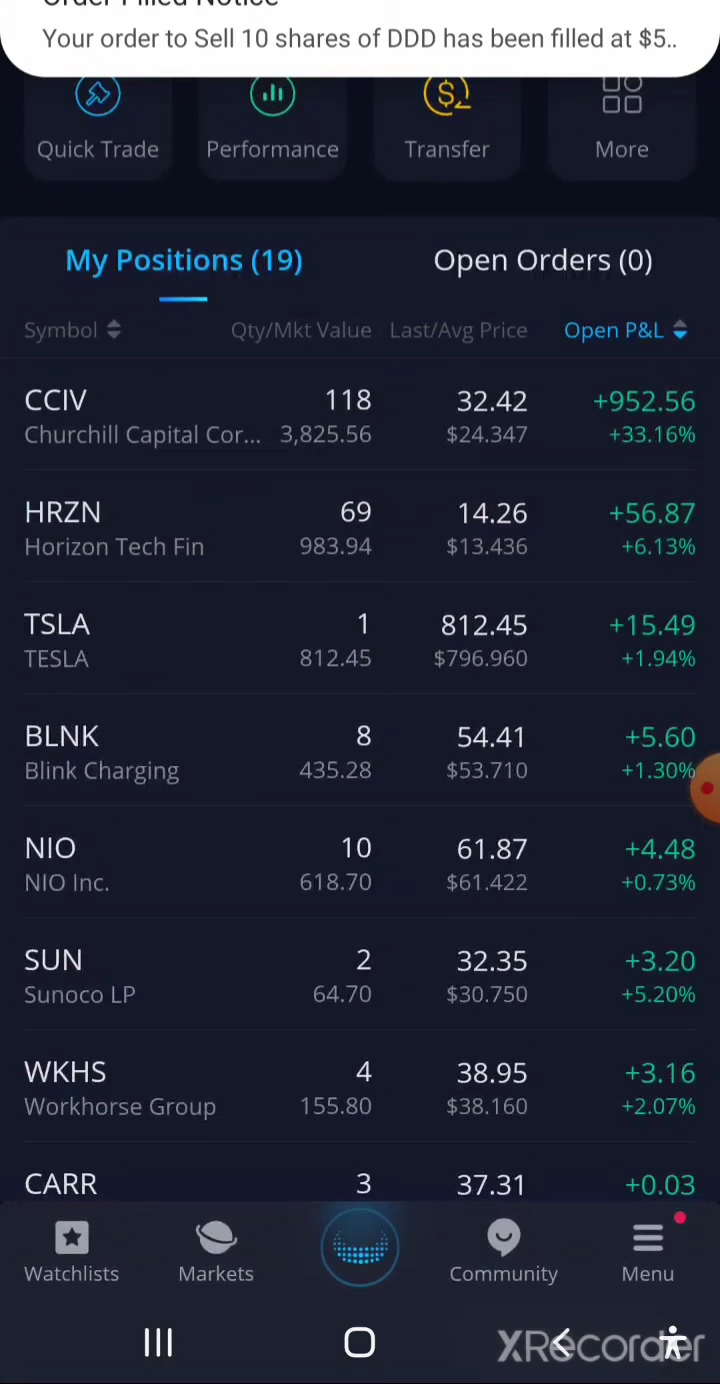 Order Filled Notice
Your order to Sell 10 shares of DDD has been filled at $5..
Quick Trade Performance Transfer More
My Positions (19) Open Orders (0)
Symbol Qty/Mkt Value Last/Avg Price Open P&L
CCIV 118 32.42 +952.56
Churchill Capital Cor... 3,825.56 $24.347 +33.16%
HRZN 69 14.26 +56.87
Horizon Tech Fin 983.94 $13.436 +6.13%
TSLA 1 812.45 +15.49
TESLA 812.45 $796.960 +1.94%
BLNK 8 54.41 +5.60
Blink Charging 435.28 $53.710 +1.30%
NIO 10 61.87 +4.48
NIO Inc. 618.70 $61.422 +0.73%
SUN 2 32.35 +3.20
Sunoco LP 64.70 $30.750 +5.20%
WKHS 4 38.95 +3.16
Workhorse Group 155.80 $38.160 +2.07%
CARR 3 37.31 +0.03
Watchlists Markets Community Menu
XRecorder